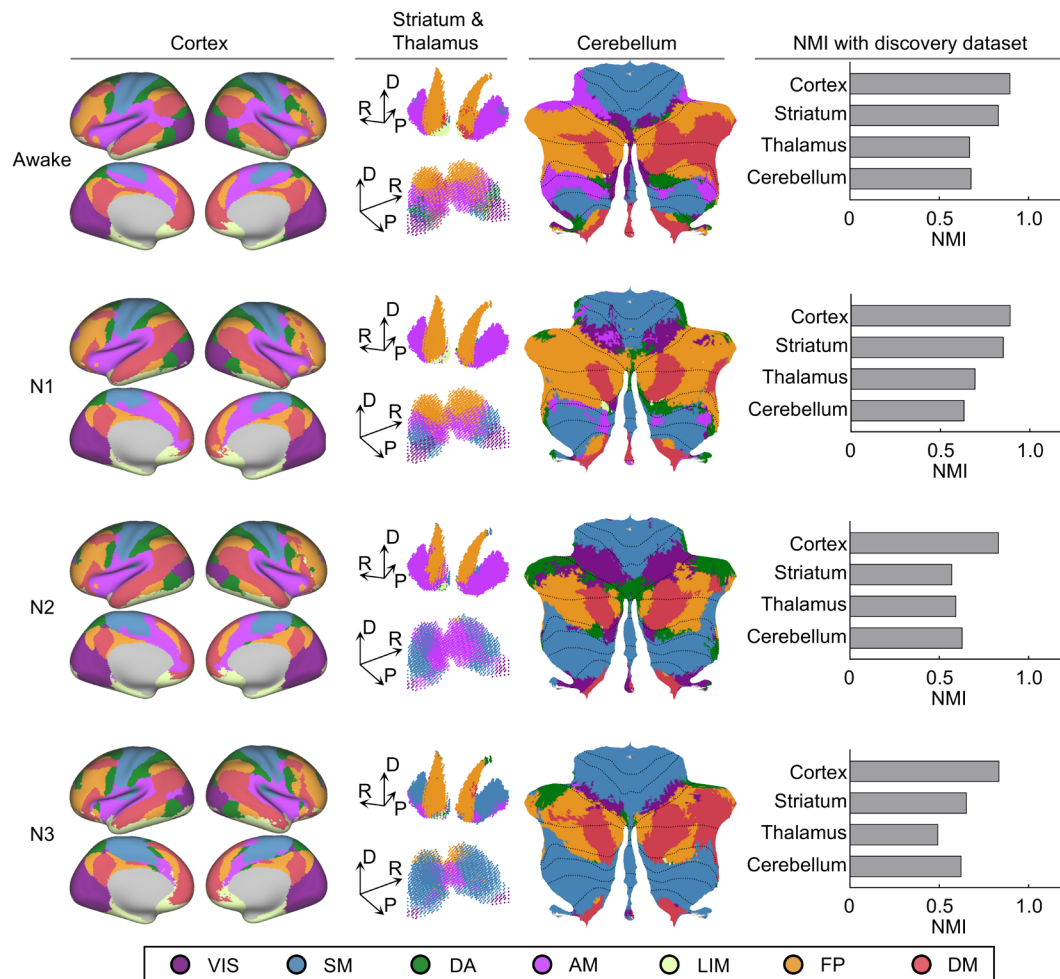 Cortex
Striatum &
Thalamus
Cerebellum
NMI with discovery dataset
Awake
D
R
P
D
R
P
Cortex
Striatum
Thalamus
Cerebellum
0 0.5 1.0
NMI
N1
D
R
P
D
R
P
Cortex
Striatum
Thalamus
Cerebellum
0 0.5 1.0
NMI
N2
D
R
P
D
R
P
Cortex
Striatum
Thalamus
Cerebellum
0 0.5 1.0
NMI
N3
D
R
P
D
R
P
Cortex
Striatum
Thalamus
Cerebellum
0 0.5 1.0
NMI
VIS SM DA AM LIM FP DM